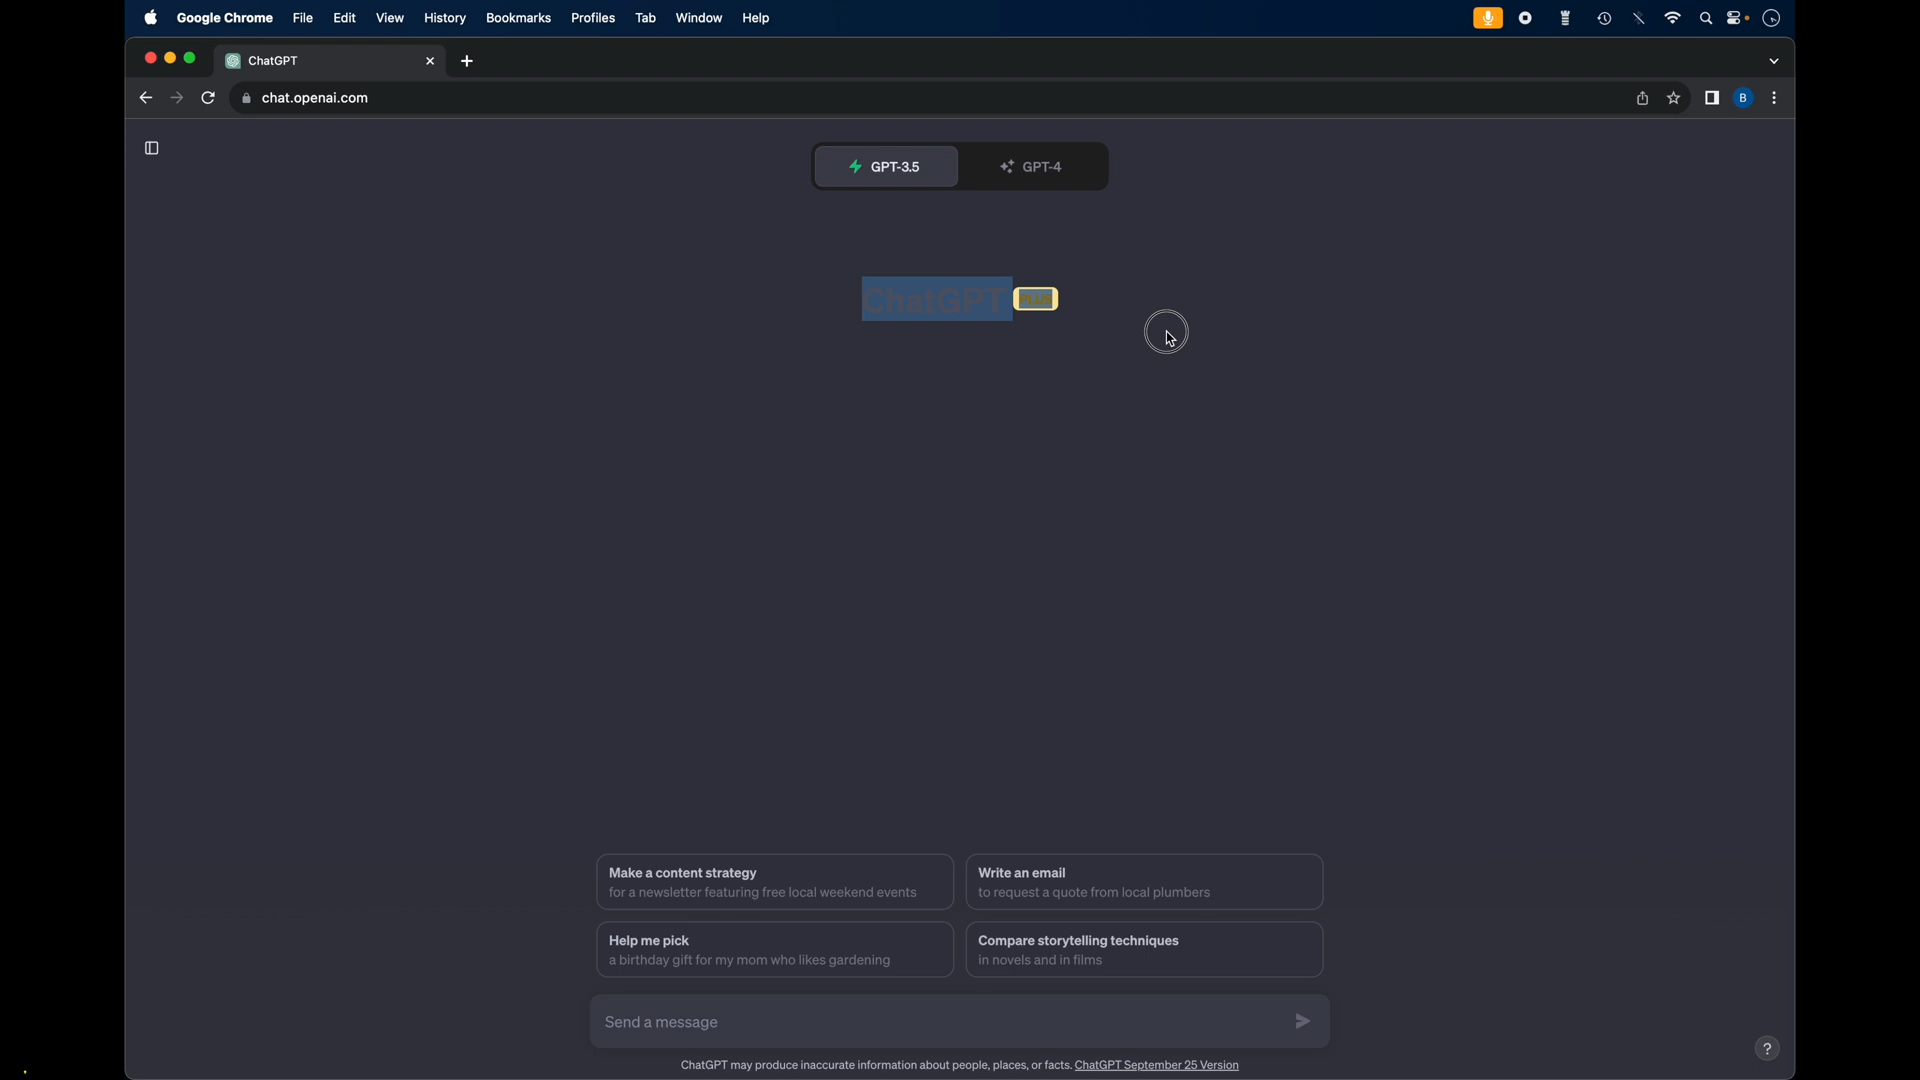 Google Chrome File Edit View History Bookmarks Profiles Tab Window Help
ChatGPT
chat.openai.com
B
GPT-3.5 GPT-4
ChatGPT PLUS
Make a content strategy
for a newsletter featuring free local weekend events
Write an email
to request a quote from local plumbers
Help me pick
a birthday gift for my mom who likes gardening
Compare storytelling techniques
in novels and in films
Send a message
?
ChatGPT may produce inaccurate information about people, places, or facts. ChatGPT September 25 Version